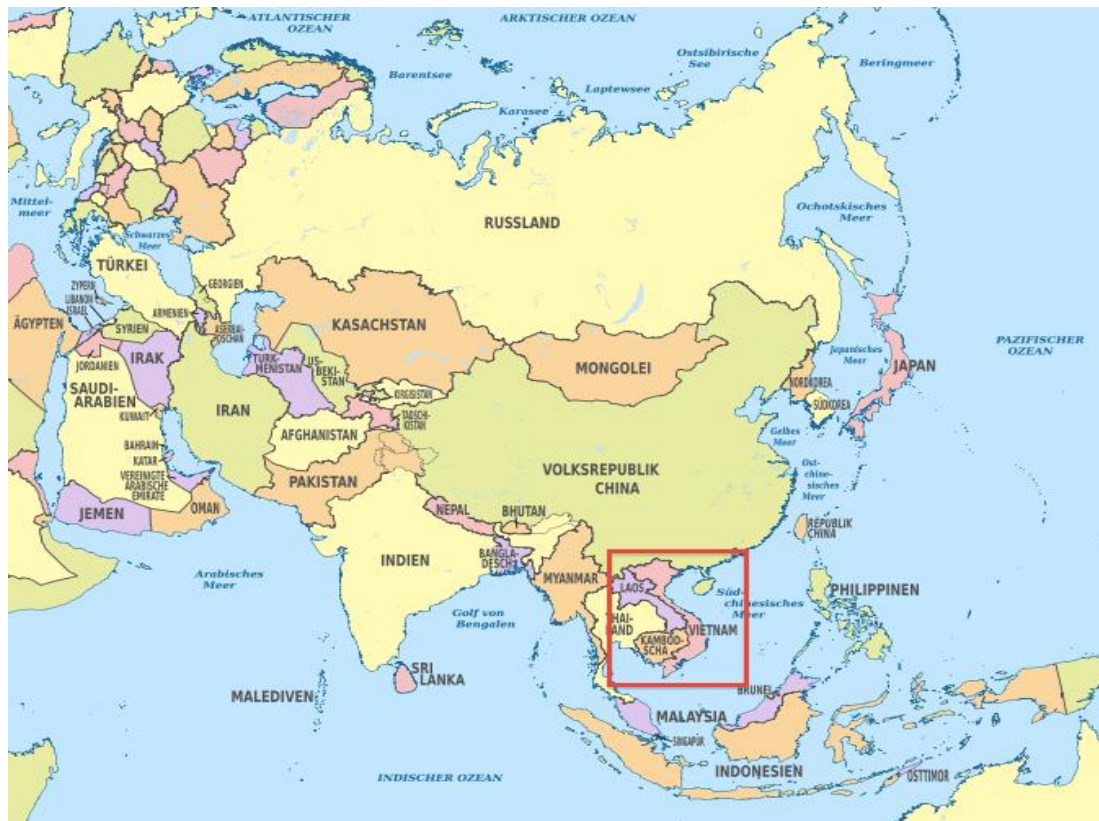 ATLANTISCHER
OZEAN
ARKTISCHER OZEAN
Barentsee
Karasee
Laptewsee
Ostsibirische
See
Beringmeer
Mittel-
meer
Schwarzes
Meer
RUSSLAND
Ochotskisches
Meer
TÜRKEI
GEORGIEN
ZYPERN
LIBANON
ISRAEL
ARMENIEN
ASERBAI-
DSCHAN
ÄGYPTEN
SYRIEN
IRAK
JORDANIEN
KASACHSTAN
TURK-
MENISTAN
US-
BEKI-
STAN
KIRGISISTAN
TADSCHI-
KISTAN
MONGOLEI
Japanisches
Meer
JAPAN
PAZIFISCHER
OZEAN
NORDKOREA
SÜDKOREA
SAUDI-
ARABIEN
KUWAIT
IRAN
AFGHANISTAN
Gelbes
Meer
BAHRAIN
KATAR
VEREINIGTE
ARABISCHE
EMIRATE
PAKISTAN
VOLKSREPUBLIK
CHINA
Ost-
chine-
sisches
Meer
JEMEN
OMAN
NEPAL
BHUTAN
REPUBLIK
CHINA
INDIEN
BANGLA-
DESCH
MYANMAR
LAOS
Arabisches
Meer
Golf von
Bengalen
THAI-
LAND
KAMBOD-
SCHA
VIETNAM
Süd-
chinesisches
Meer
PHILIPPINEN
SRI
LANKA
MALEDIVEN
BRUNEI
MALAYSIA
SINGAPUR
INDISCHER OZEAN
INDONESIEN
OSTTIMOR